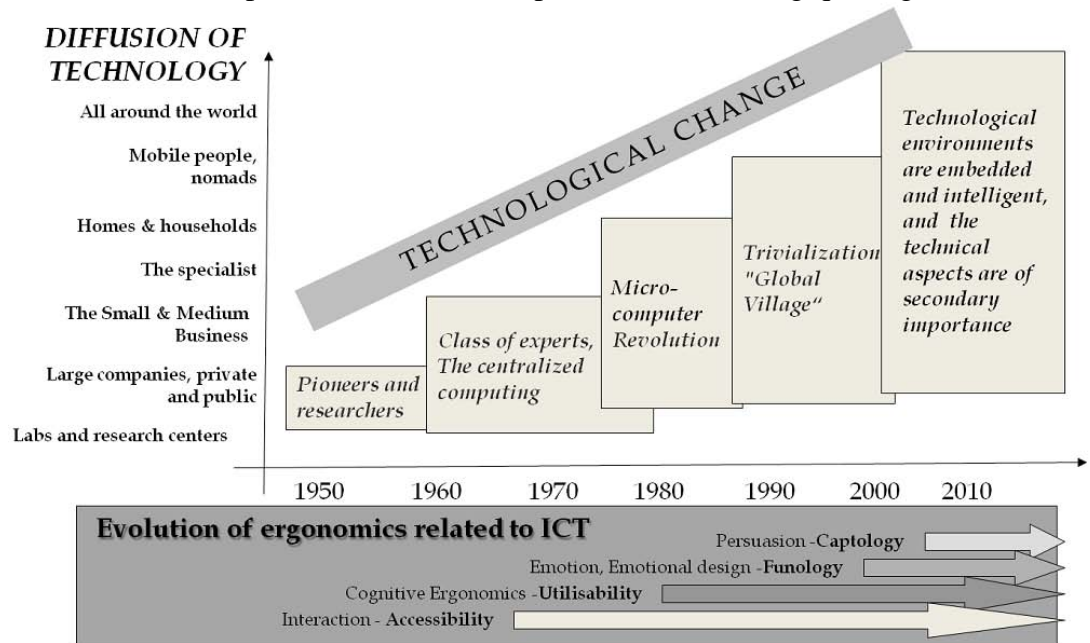 DIFFUSION OF
TECHNOLOGY
All around the world
Mobile people,
nomads
Homes & households
The specialist
The Small & Medium
Business
Large companies, private
and public
Labs and research centers
TECHNOLOGICAL CHANGE
Pioneers and
researchers
Class of experts,
The centralized
computing
Micro-
computer
Revolution
Trivialization
"Global
Village“
Technological
environments
are embedded
and intelligent,
and the
technical
aspects are of
secondary
importance
1950 1960 1970 1980 1990 2000 2010
Evolution of ergonomics related to ICT
Persuasion -Captology
Emotion, Emotional design -Funology
Cognitive Ergonomics -Utilisability
Interaction - Accessibility